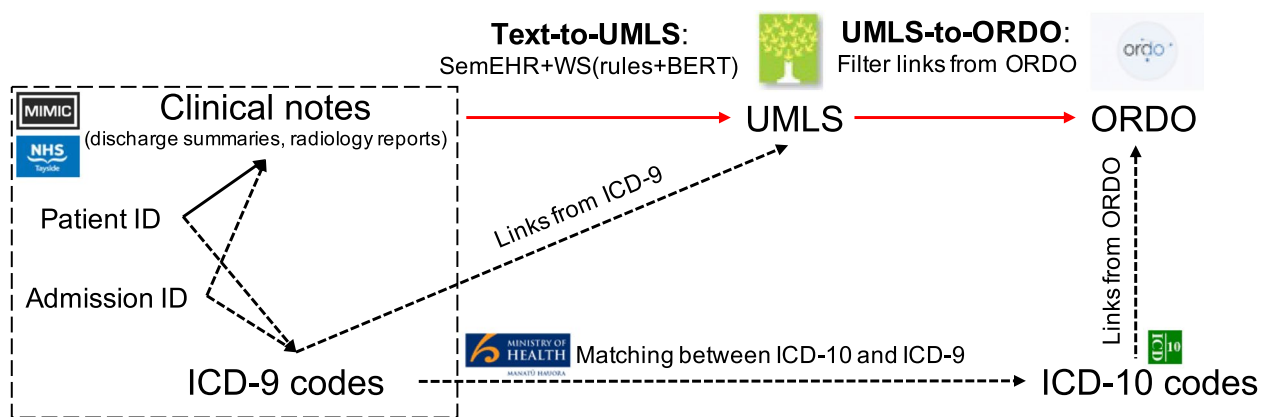 Text-to-UMLS:
SemEHR+WS(rules+BERT)
UMLS-to-ORDO:
Filter links from ORDO
ordo
MIMIC
NHS
Tayside
Clinical notes
(discharge summaries, radiology reports)
UMLS
ORDO
Patient ID
Admission ID
Links from ICD-9
Links from ORDO
MINISTRY OF
HEALTH
MANATŪ HAUORA
Matching between ICD-10 and ICD-9
ICD 10
ICD-9 codes
ICD-10 codes